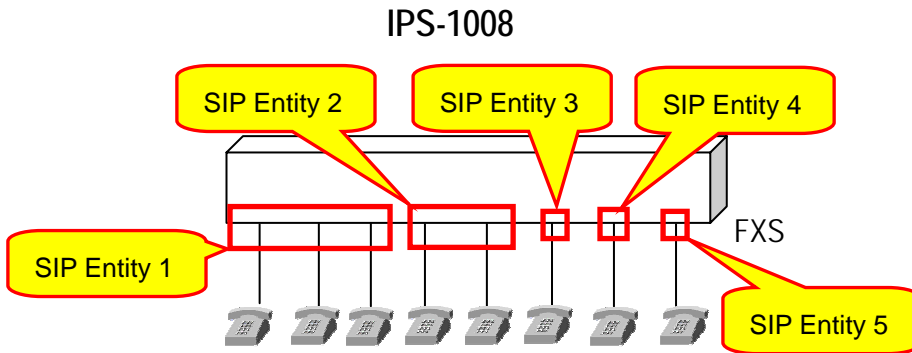 IPS-1008
SIP Entity 2
SIP Entity 3
SIP Entity 4
FXS
SIP Entity 1
SIP Entity 5